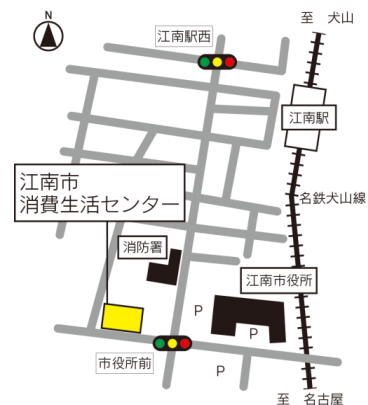 N
至 犬山
江南駅西
江南駅
江南市
消費生活センター
名鉄犬山線
消防署
江南市役所
P
P
市役所前
P
至 名古屋